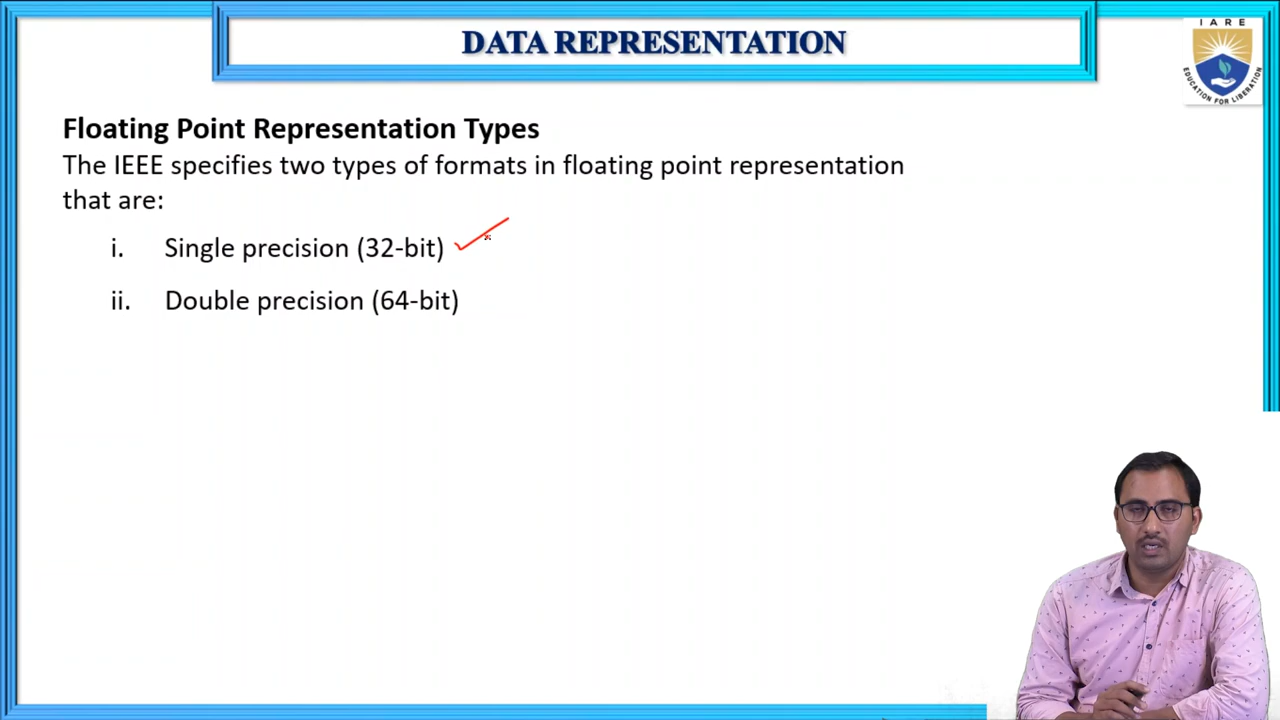 DATA REPRESENTATION
IARE
EDUCATION FOR LIBERATION
Floating Point Representation Types
The IEEE specifies two types of formats in floating point representation
that are:
i. Single precision (32-bit)
ii. Double precision (64-bit)